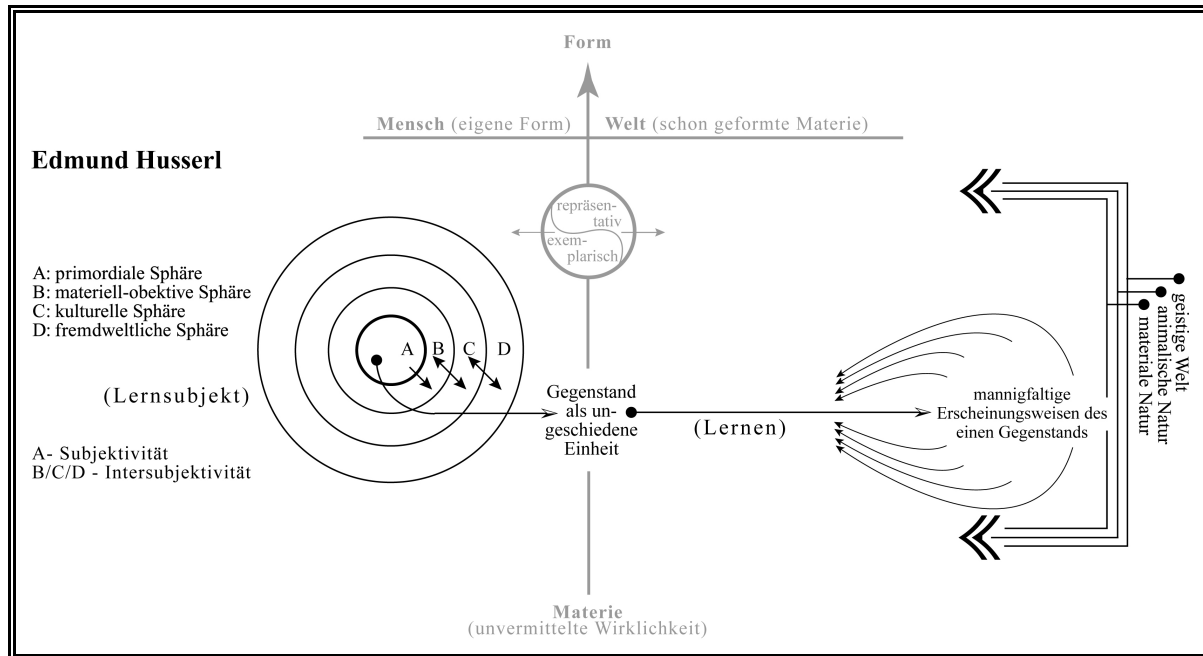 Form
Mensch (eigene Form) Welt (schon geformte Materie)
Edmund Husserl
repräsen-
tativ
exem-
plarisch
A: primordiale Sphäre
B: materiell-obektive Sphäre
C: kulturelle Sphäre
D: fremdweltliche Sphäre
(Lernsubjekt)
A- Subjektivität
B/C/D - Intersubjektivität
A B C D
Gegenstand
als un-
geschiedene
Einheit
(Lernen)
mannigfaltige
Erscheinungsweisen des
einen Gegenstands
geistige Welt
animalische Natur
materiale Natur
Materie
(unvermittelte Wirklichkeit)